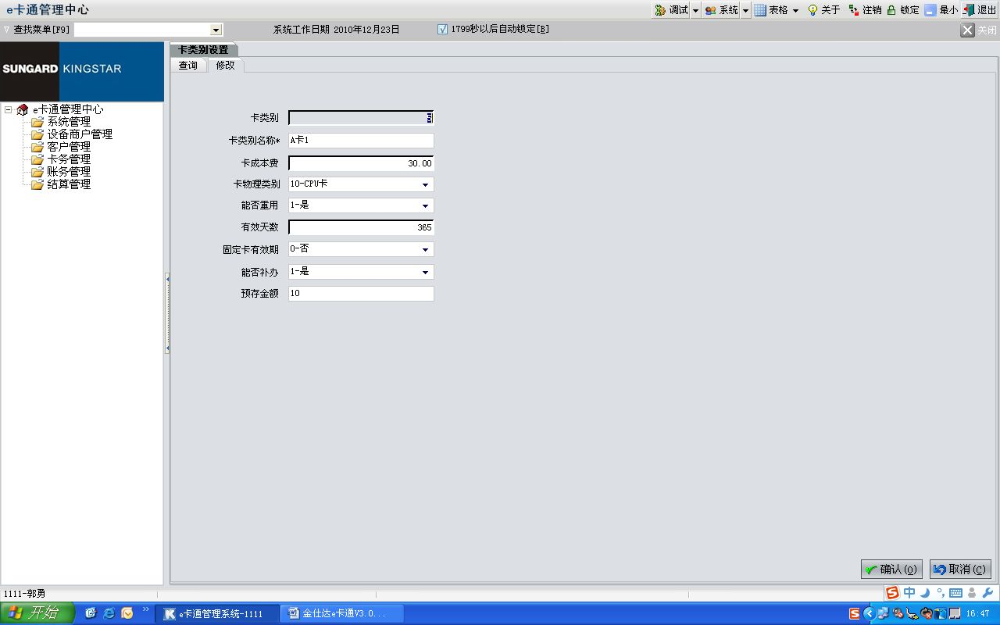 e卡通管理中心
调试 系统 表格 关于 注销 锁定 最小 退出
查找菜单[F9] 系统工作日期 2010年12月23日 1799秒以后自动锁定[B] 关闭
SUNGARD KINGSTAR
卡类别设置
查询 修改
e卡通管理中心
系统管理
设备商户管理
客户管理
卡务管理
账务管理
结算管理
卡类别
卡类别名称* A卡1
卡成本费 30.00
卡物理类别 10-CPU卡
能否重用 1-是
有效天数 365
固定卡有效期 0-否
能否补办 1-是
预存金额 10
确认(O) 取消(C)
1111-郭勇
中
开始 e卡通管理系统-1111 金仕达e卡通V3.0... 16:47